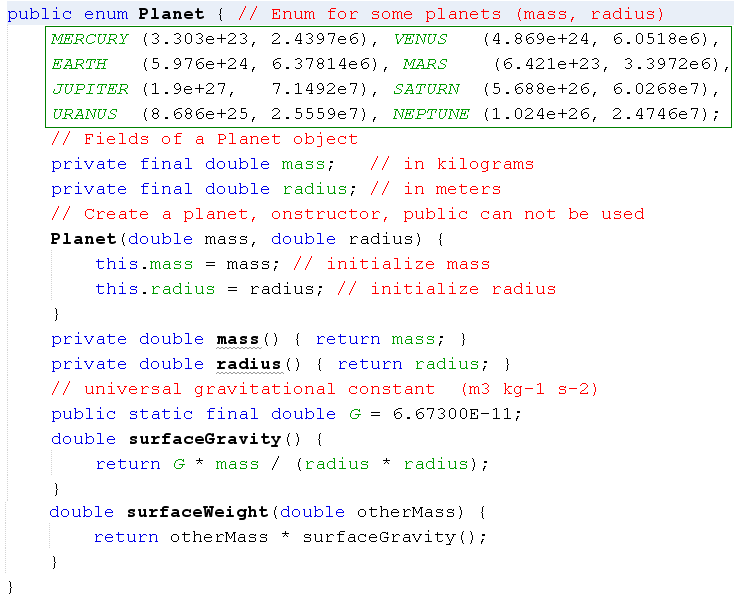 public enum Planet { // Enum for some planets (mass, radius)
MERCURY (3.303e+23, 2.4397e6), VENUS (4.869e+24, 6.0518e6),
EARTH (5.976e+24, 6.37814e6), MARS (6.421e+23, 3.3972e6),
JUPITER (1.9e+27, 7.1492e7), SATURN (5.688e+26, 6.0268e7),
URANUS (8.686e+25, 2.5559e7), NEPTUNE (1.024e+26, 2.4746e7);
// Fields of a Planet object
private final double mass; // in kilograms
private final double radius; // in meters
// Create a planet, onstructor, public can not be used
Planet(double mass, double radius) {
this.mass = mass; // initialize mass
this.radius = radius; // initialize radius
}
private double mass() { return mass; }
private double radius() { return radius; }
// universal gravitational constant (m3 kg-1 s-2)
public static final double G = 6.67300E-11;
double surfaceGravity() {
return G * mass / (radius * radius);
}
double surfaceWeight(double otherMass) {
return otherMass * surfaceGravity();
}
}